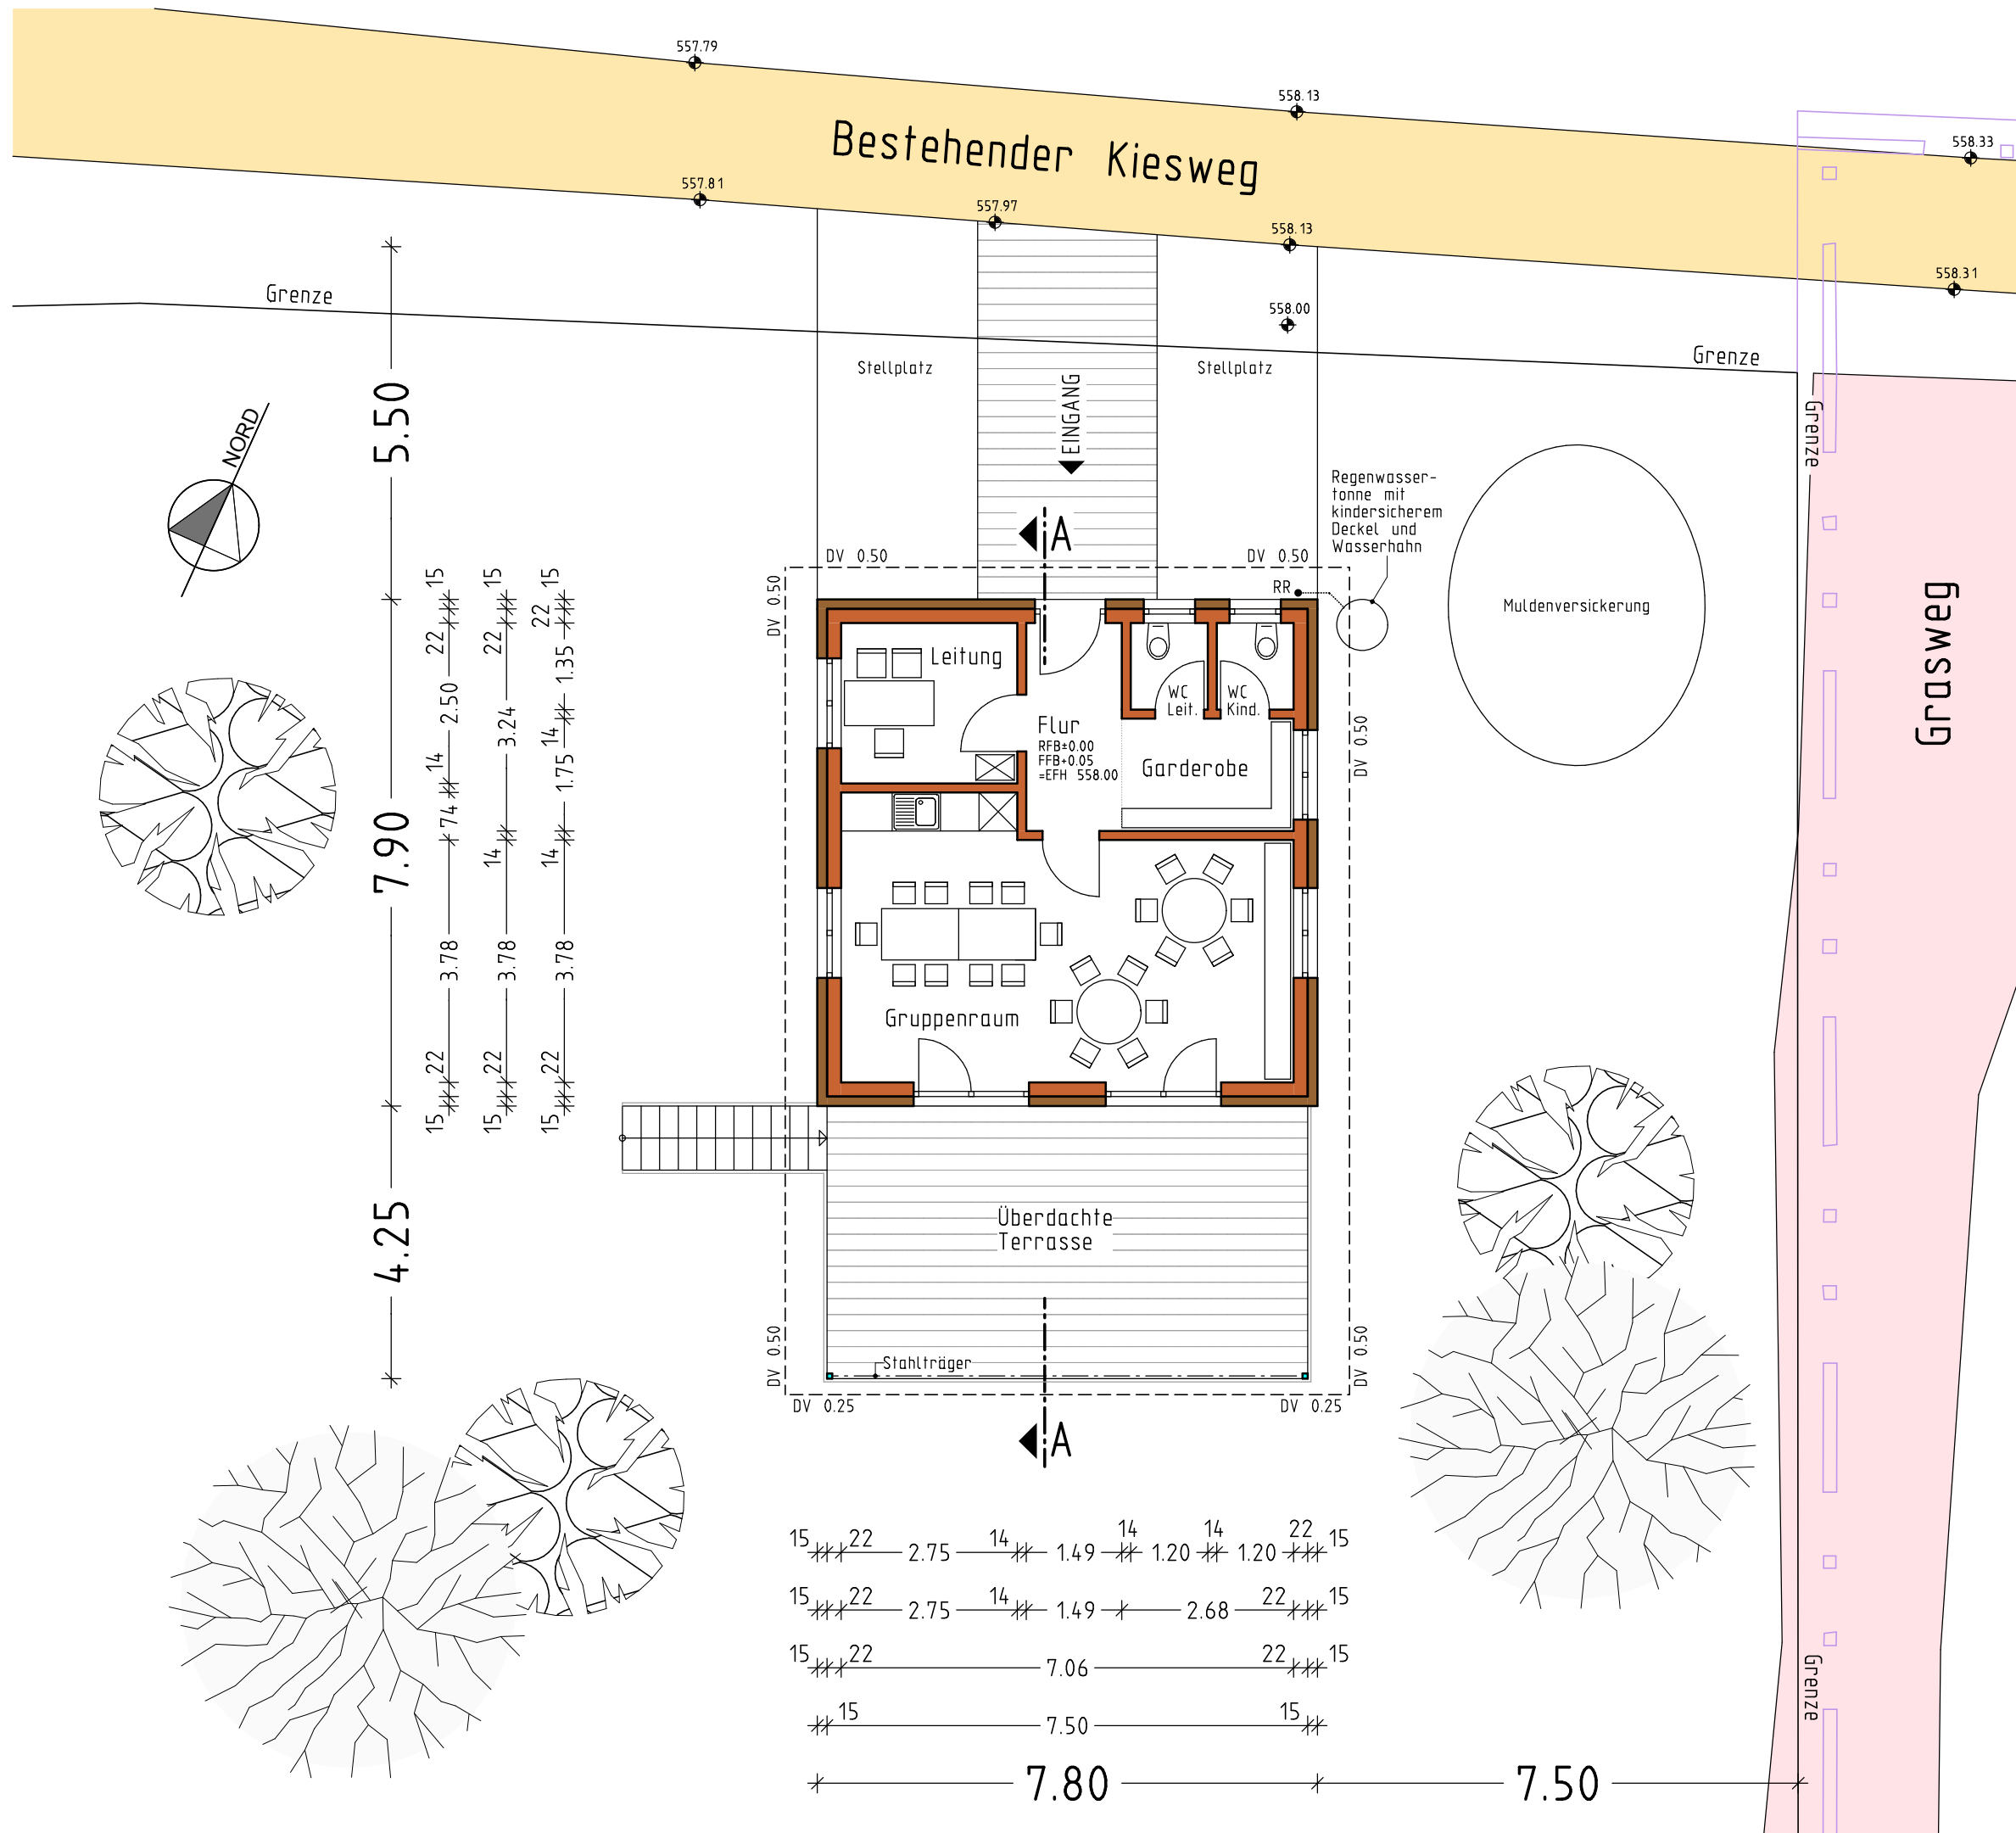 557.79
558.13
558.33
Bestehender Kiesweg
557.81
557.97
558.13
558.31
Grenze
558.00
Grenze
Stellplatz
Stellplatz
EINGANG
Grenze
NORD
5.50
Regenwasser-
tonne mit
kindersicherem
Deckel und
Wasserhahn
A
DV 0.50
DV 0.50
DV 0.50
RR
Muldenversickerung
Grasweg
15
22
2.50
14
74
3.78
22
15
15
22
3.24
14
3.78
22
15
15
22
1.35
14
1.75
14
3.78
22
15
7.90
4.25
Leitung
WC
Leit.
WC
Kind.
Flur
RFB±0.00
FFB+0.05
=EFH 558.00
Garderobe
DV 0.50
Gruppenraum
Überdachte
Terrasse
DV 0.50
Stahlträger
DV 0.50
DV 0.25
DV 0.25
A
15 22 2.75 14 1.49 14 1.20 14 1.20 22 15
15 22 2.75 14 1.49 2.68 22 15
15 22 7.06 22 15
15 7.50 15
7.80
7.50
Grenze